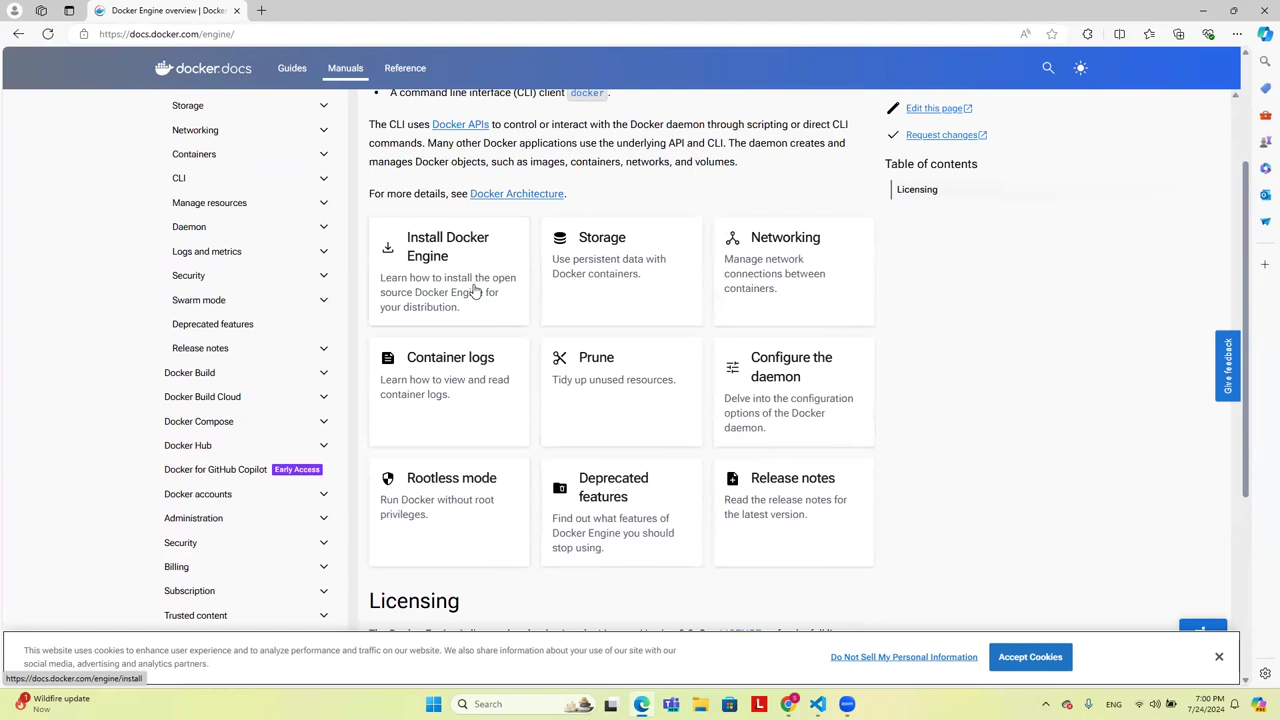 Docker Engine overview | Docker
https://docs.docker.com/engine/
docker.docs
Guides
Manuals
Reference
Storage
Networking
Containers
CLI
Manage resources
Daemon
Logs and metrics
Security
Swarm mode
Deprecated features
Release notes
Docker Build
Docker Build Cloud
Docker Compose
Docker Hub
Docker for GitHub Copilot Early Access
Docker accounts
Administration
Security
Billing
Subscription
Trusted content
• A command line interface (CLI) client docker.
The CLI uses Docker APIs to control or interact with the Docker daemon through scripting or direct CLI
commands. Many other Docker applications use the underlying API and CLI. The daemon creates and
manages Docker objects, such as images, containers, networks, and volumes.
For more details, see Docker Architecture.
Install Docker
Engine
Learn how to install the open
source Docker Engine for
your distribution.
Storage
Use persistent data with
Docker containers.
Networking
Manage network
connections between
containers.
Container logs
Learn how to view and read
container logs.
Prune
Tidy up unused resources.
Configure the
daemon
Delve into the configuration
options of the Docker
daemon.
Rootless mode
Run Docker without root
privileges.
Deprecated
features
Find out what features of
Docker Engine you should
stop using.
Release notes
Read the release notes for
the latest version.
Licensing
Edit this page
Request changes
Table of contents
Licensing
Give feedback
This website uses cookies to enhance user experience and to analyze performance and traffic on our website. We also share information about your use of our site with our
social media, advertising and analytics partners.
Do Not Sell My Personal Information
Accept Cookies
https://docs.docker.com/engine/install
Wildfire update
Now
Search
ENG
7:00 PM
7/24/2024